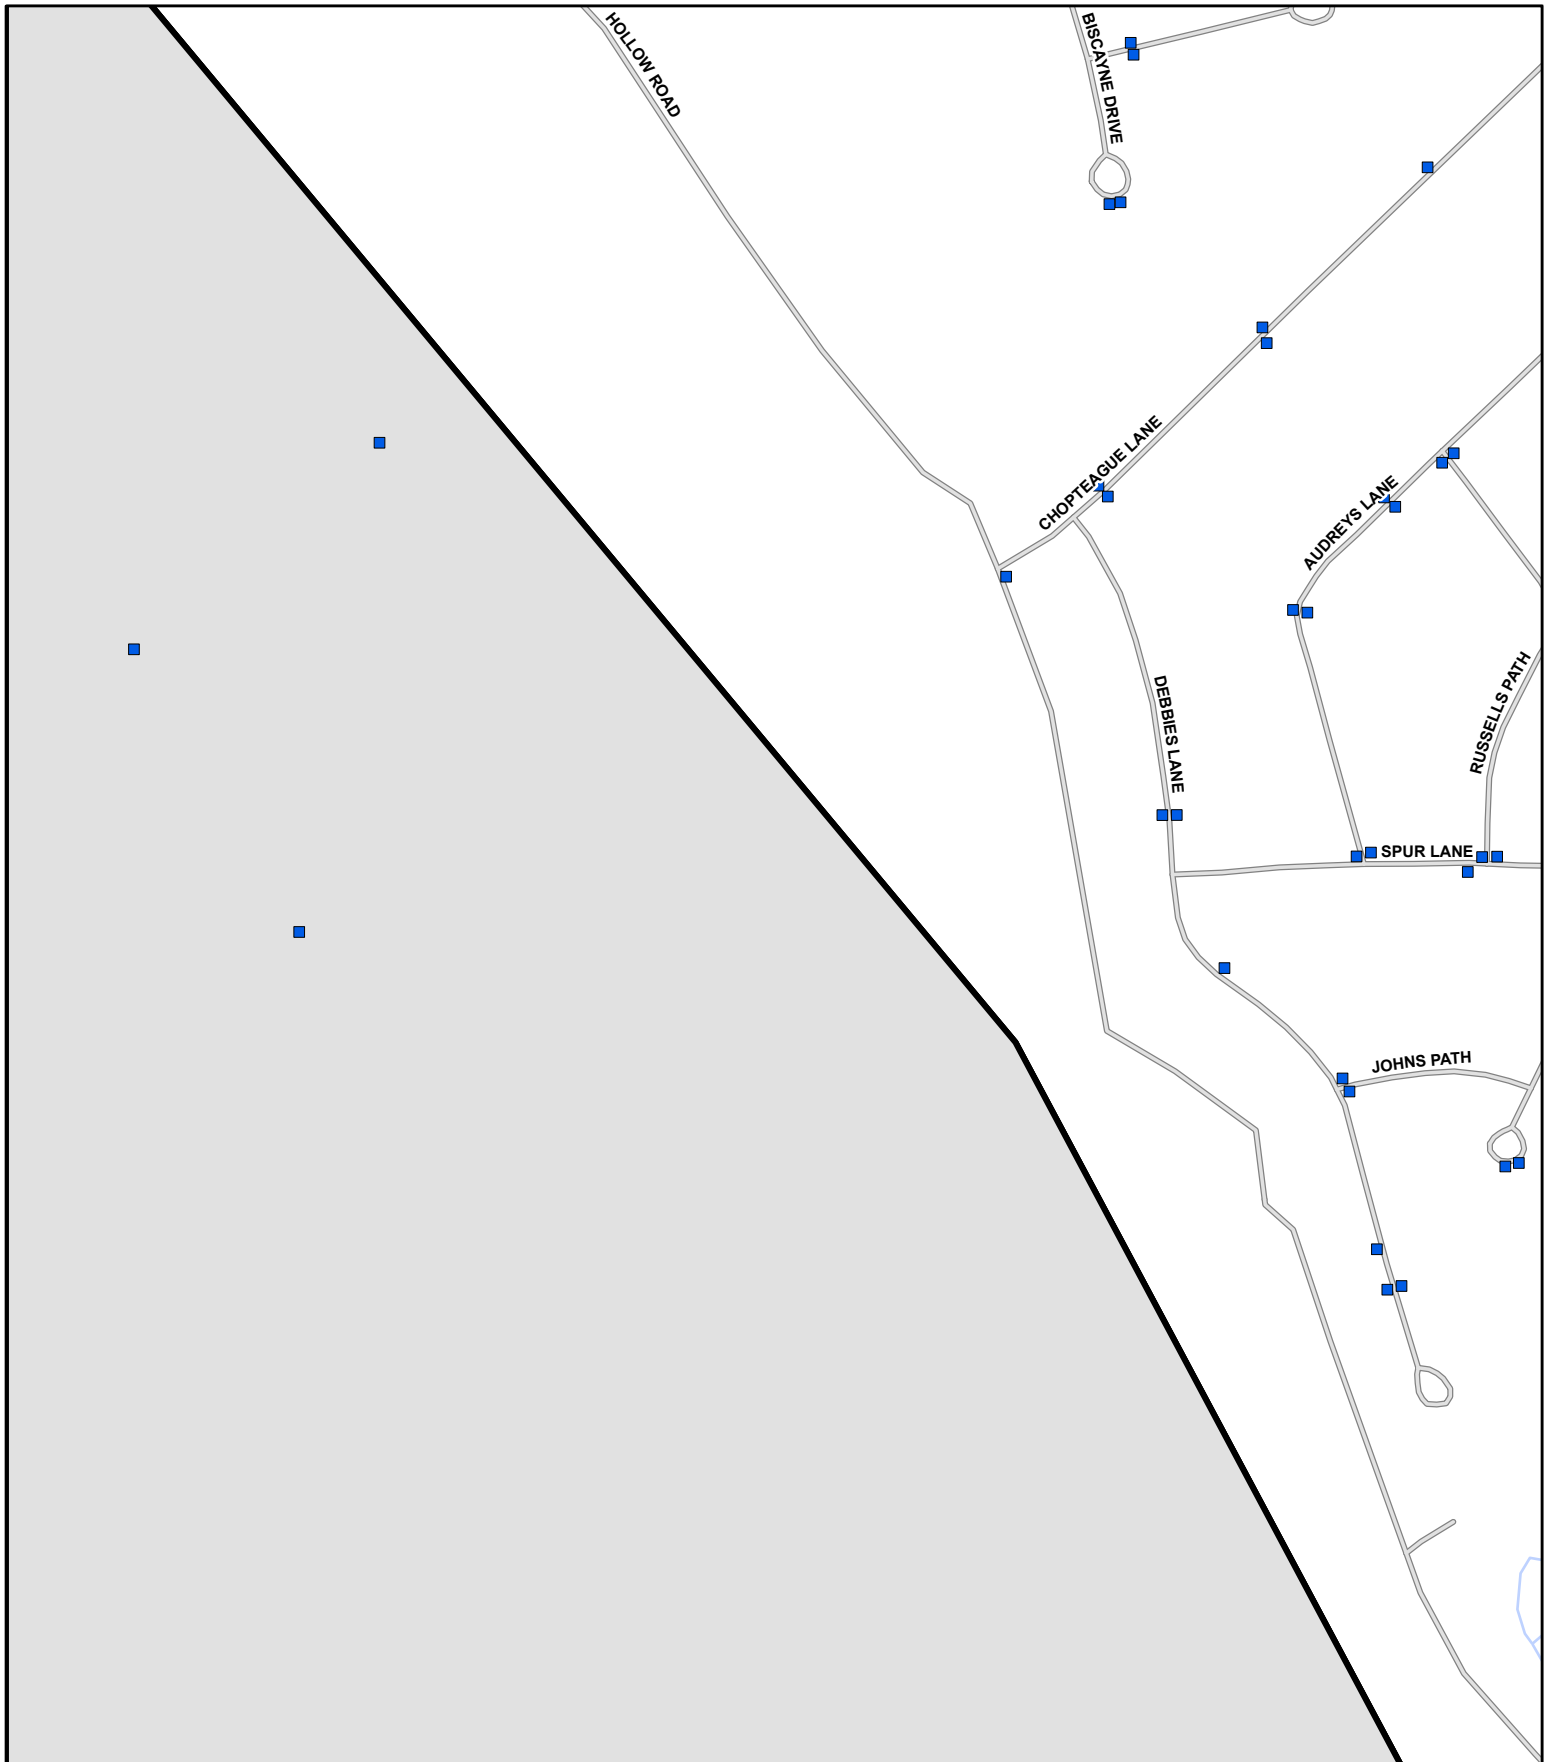 HOLLOW ROAD
BISCAYNE DRIVE
CHOPTEAGUE LANE
AUDREYS LANE
RUSSELLS PATH
DEBBIES LANE
SPUR LANE
JOHNS PATH